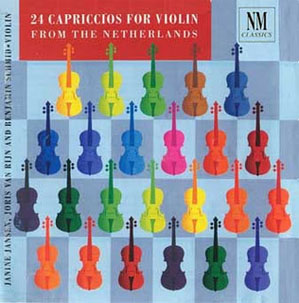 24 CAPRICCIOS FOR VIOLIN
FROM THE NETHERLANDS
NM
CLASSICS
JANINE JANSEN, JORIS VAN RIJN AND BENJAMIN SCHMID • VIOLIN